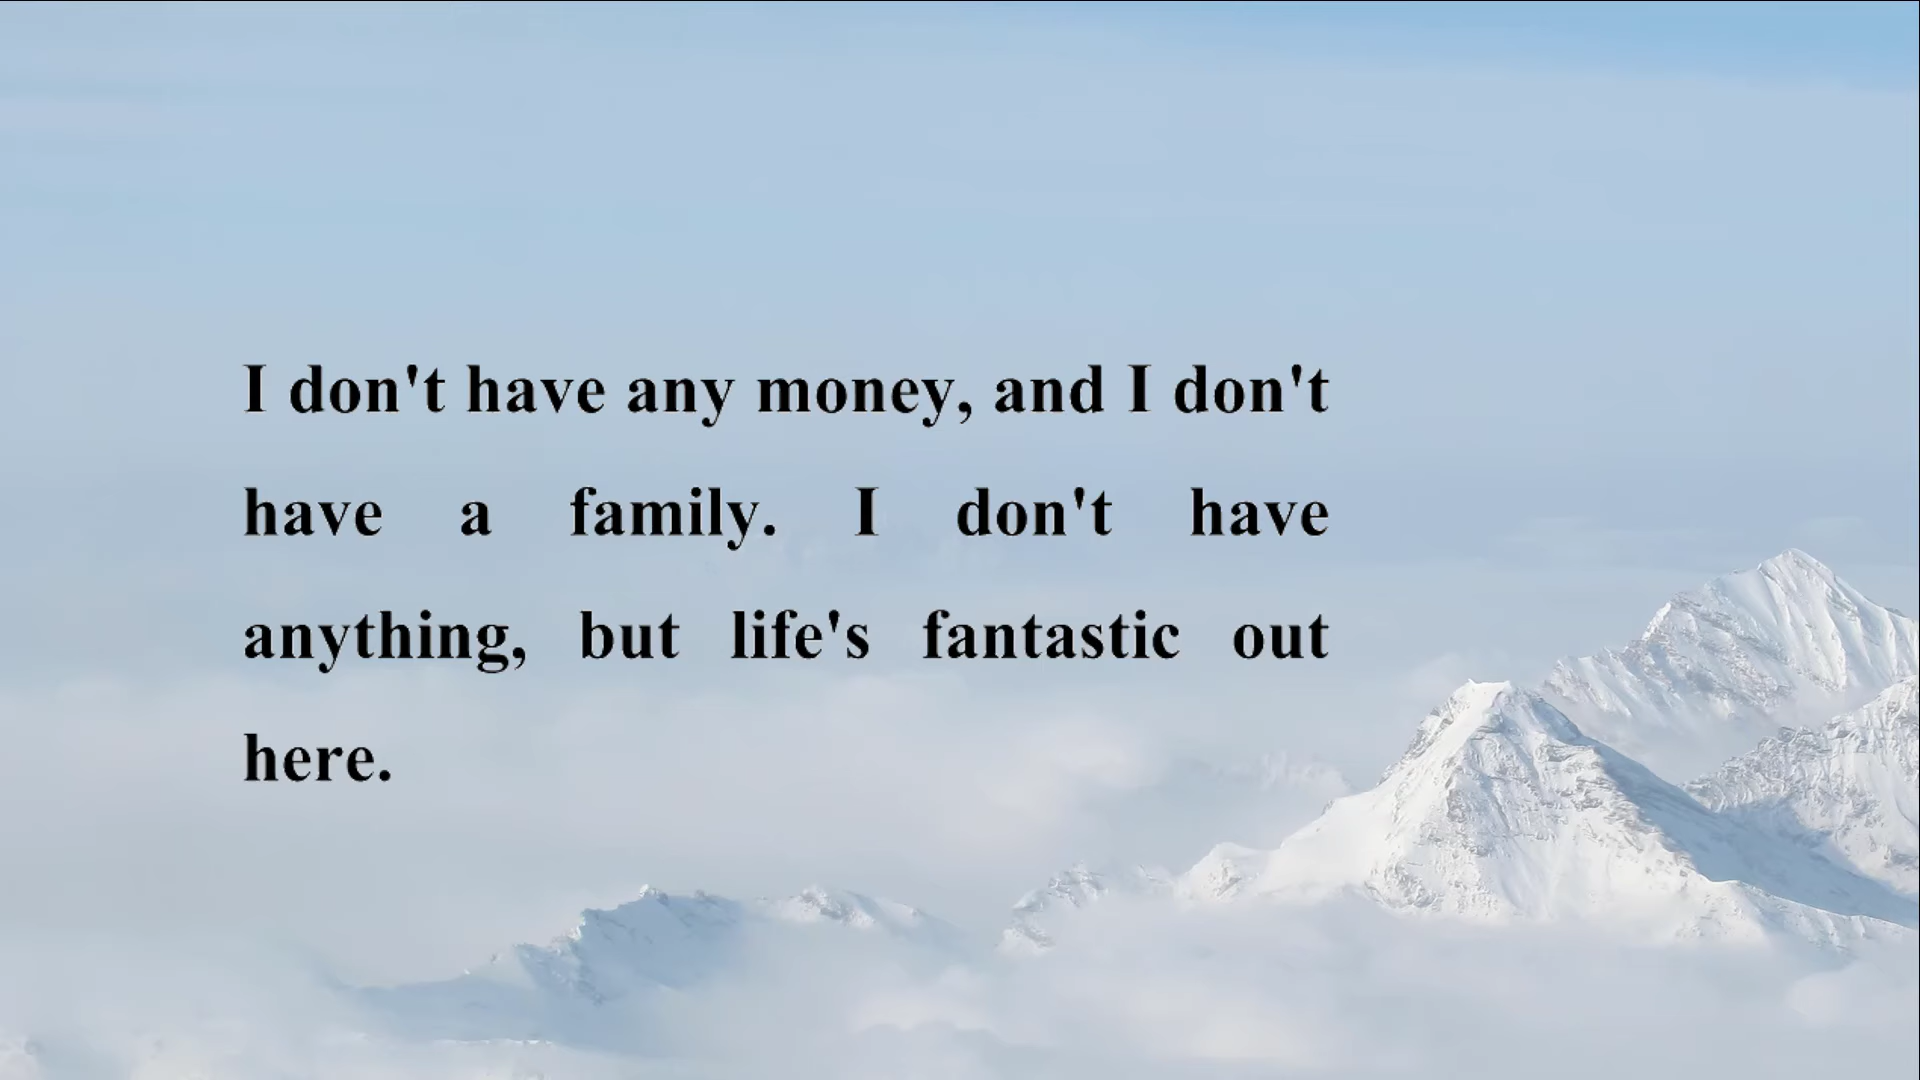 I don't have any money, and I don't
have a family. I don't have
anything, but life's fantastic out
here.